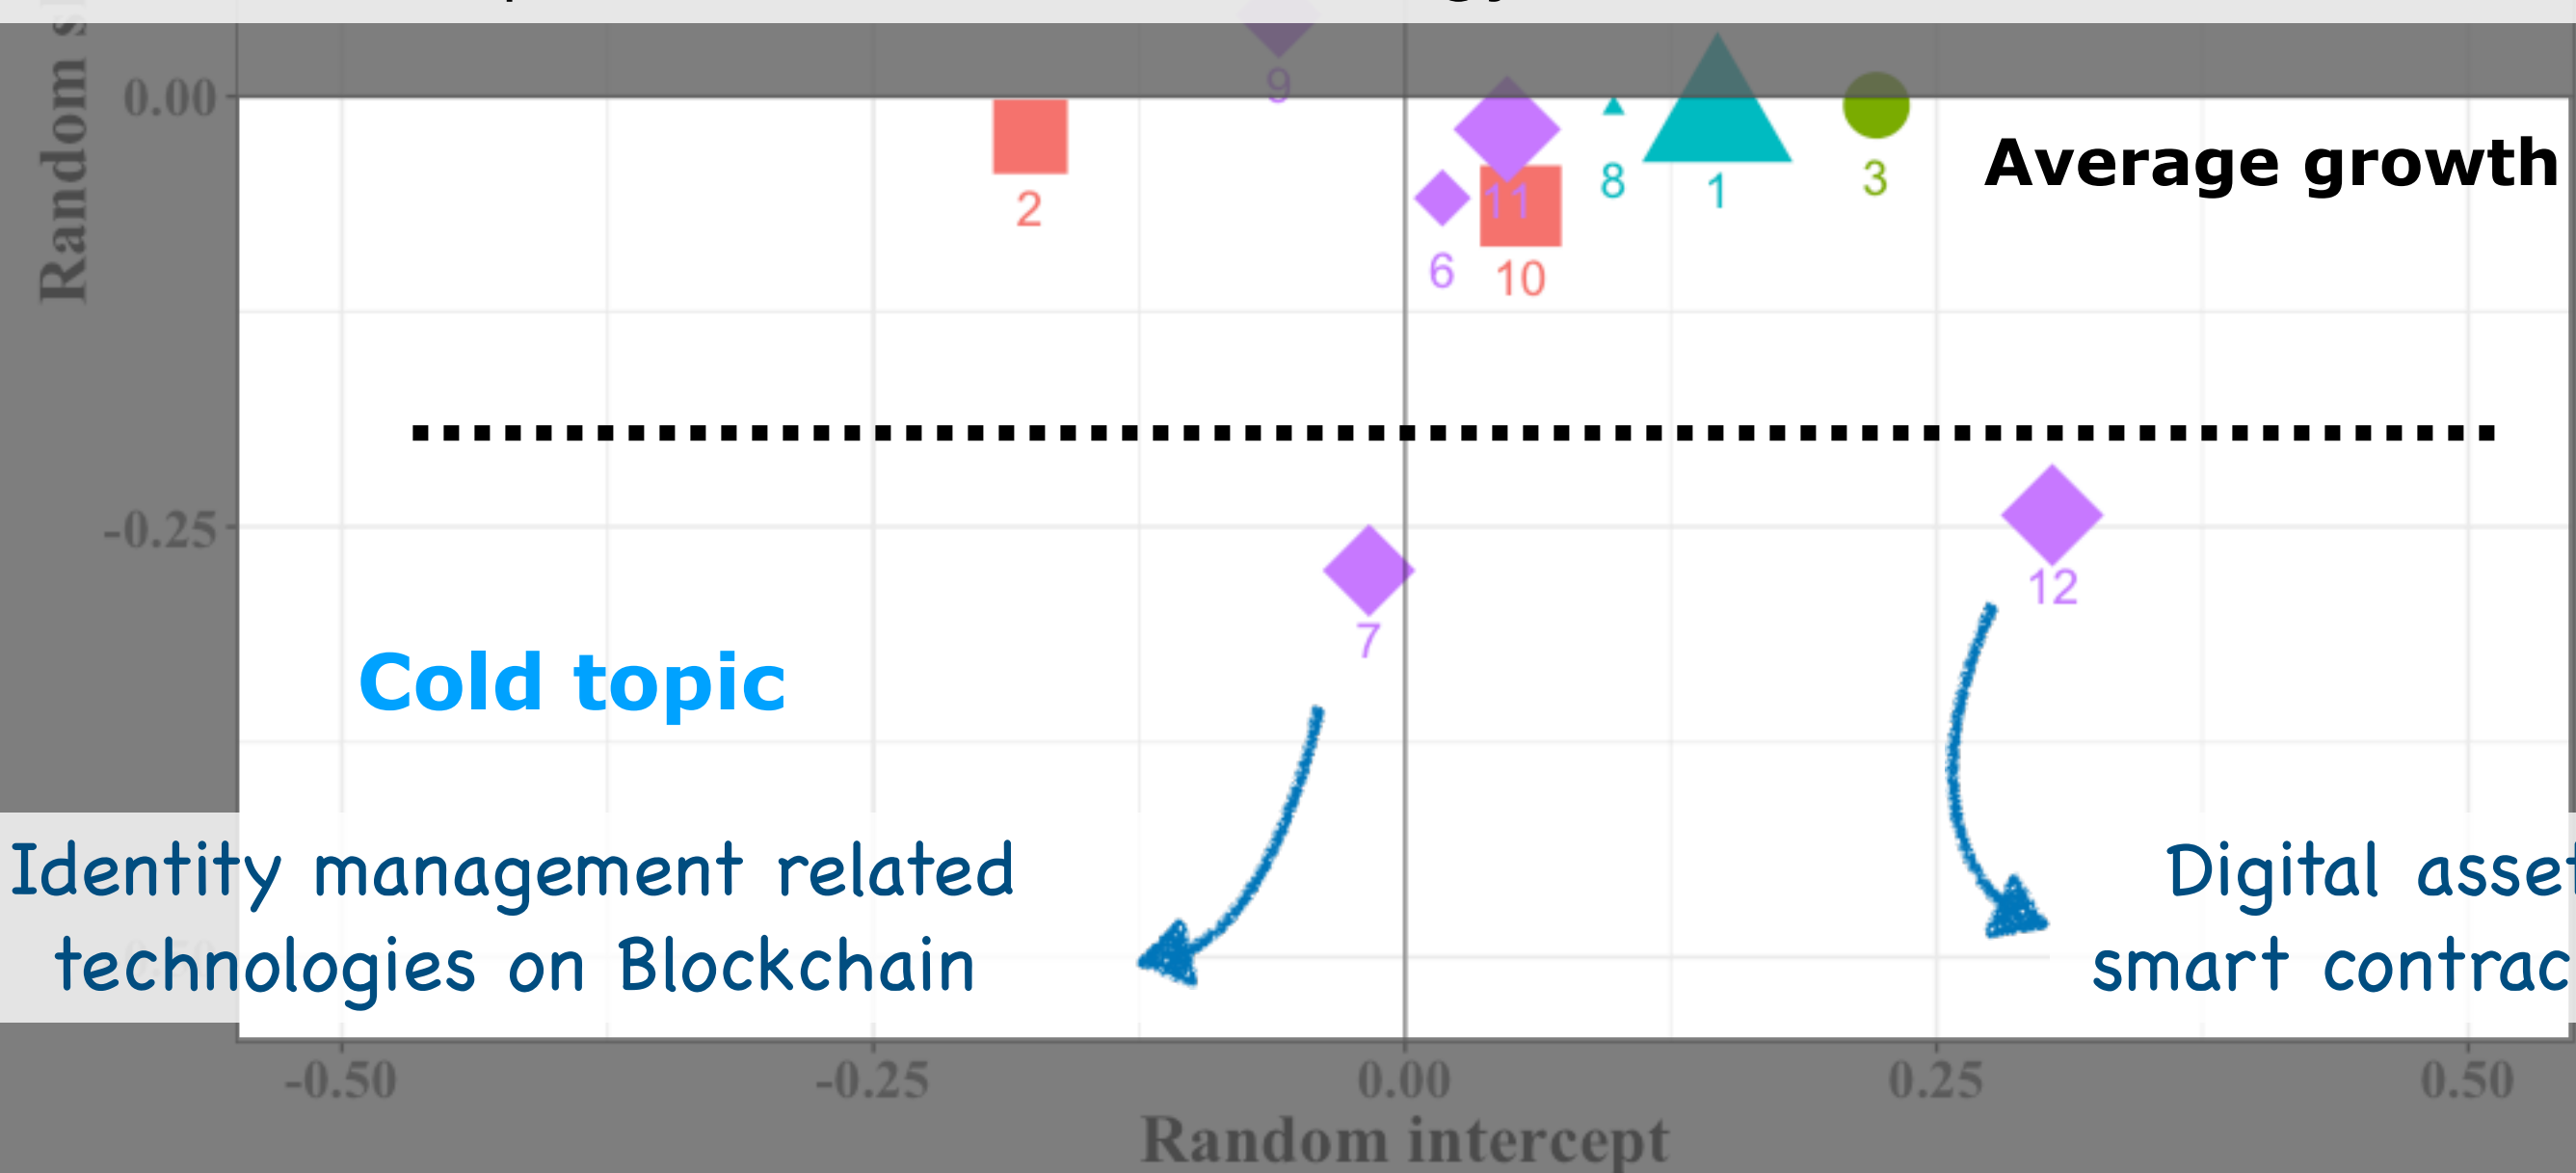 Random
9
0.00
2
11
8
1
3
Average growth
6
10
-0.25
12
7
Cold topic
Identity management related
technologies on Blockchain
Digital
smart
-0.50
-0.25
0.00
0.25
0.50
Random intercept